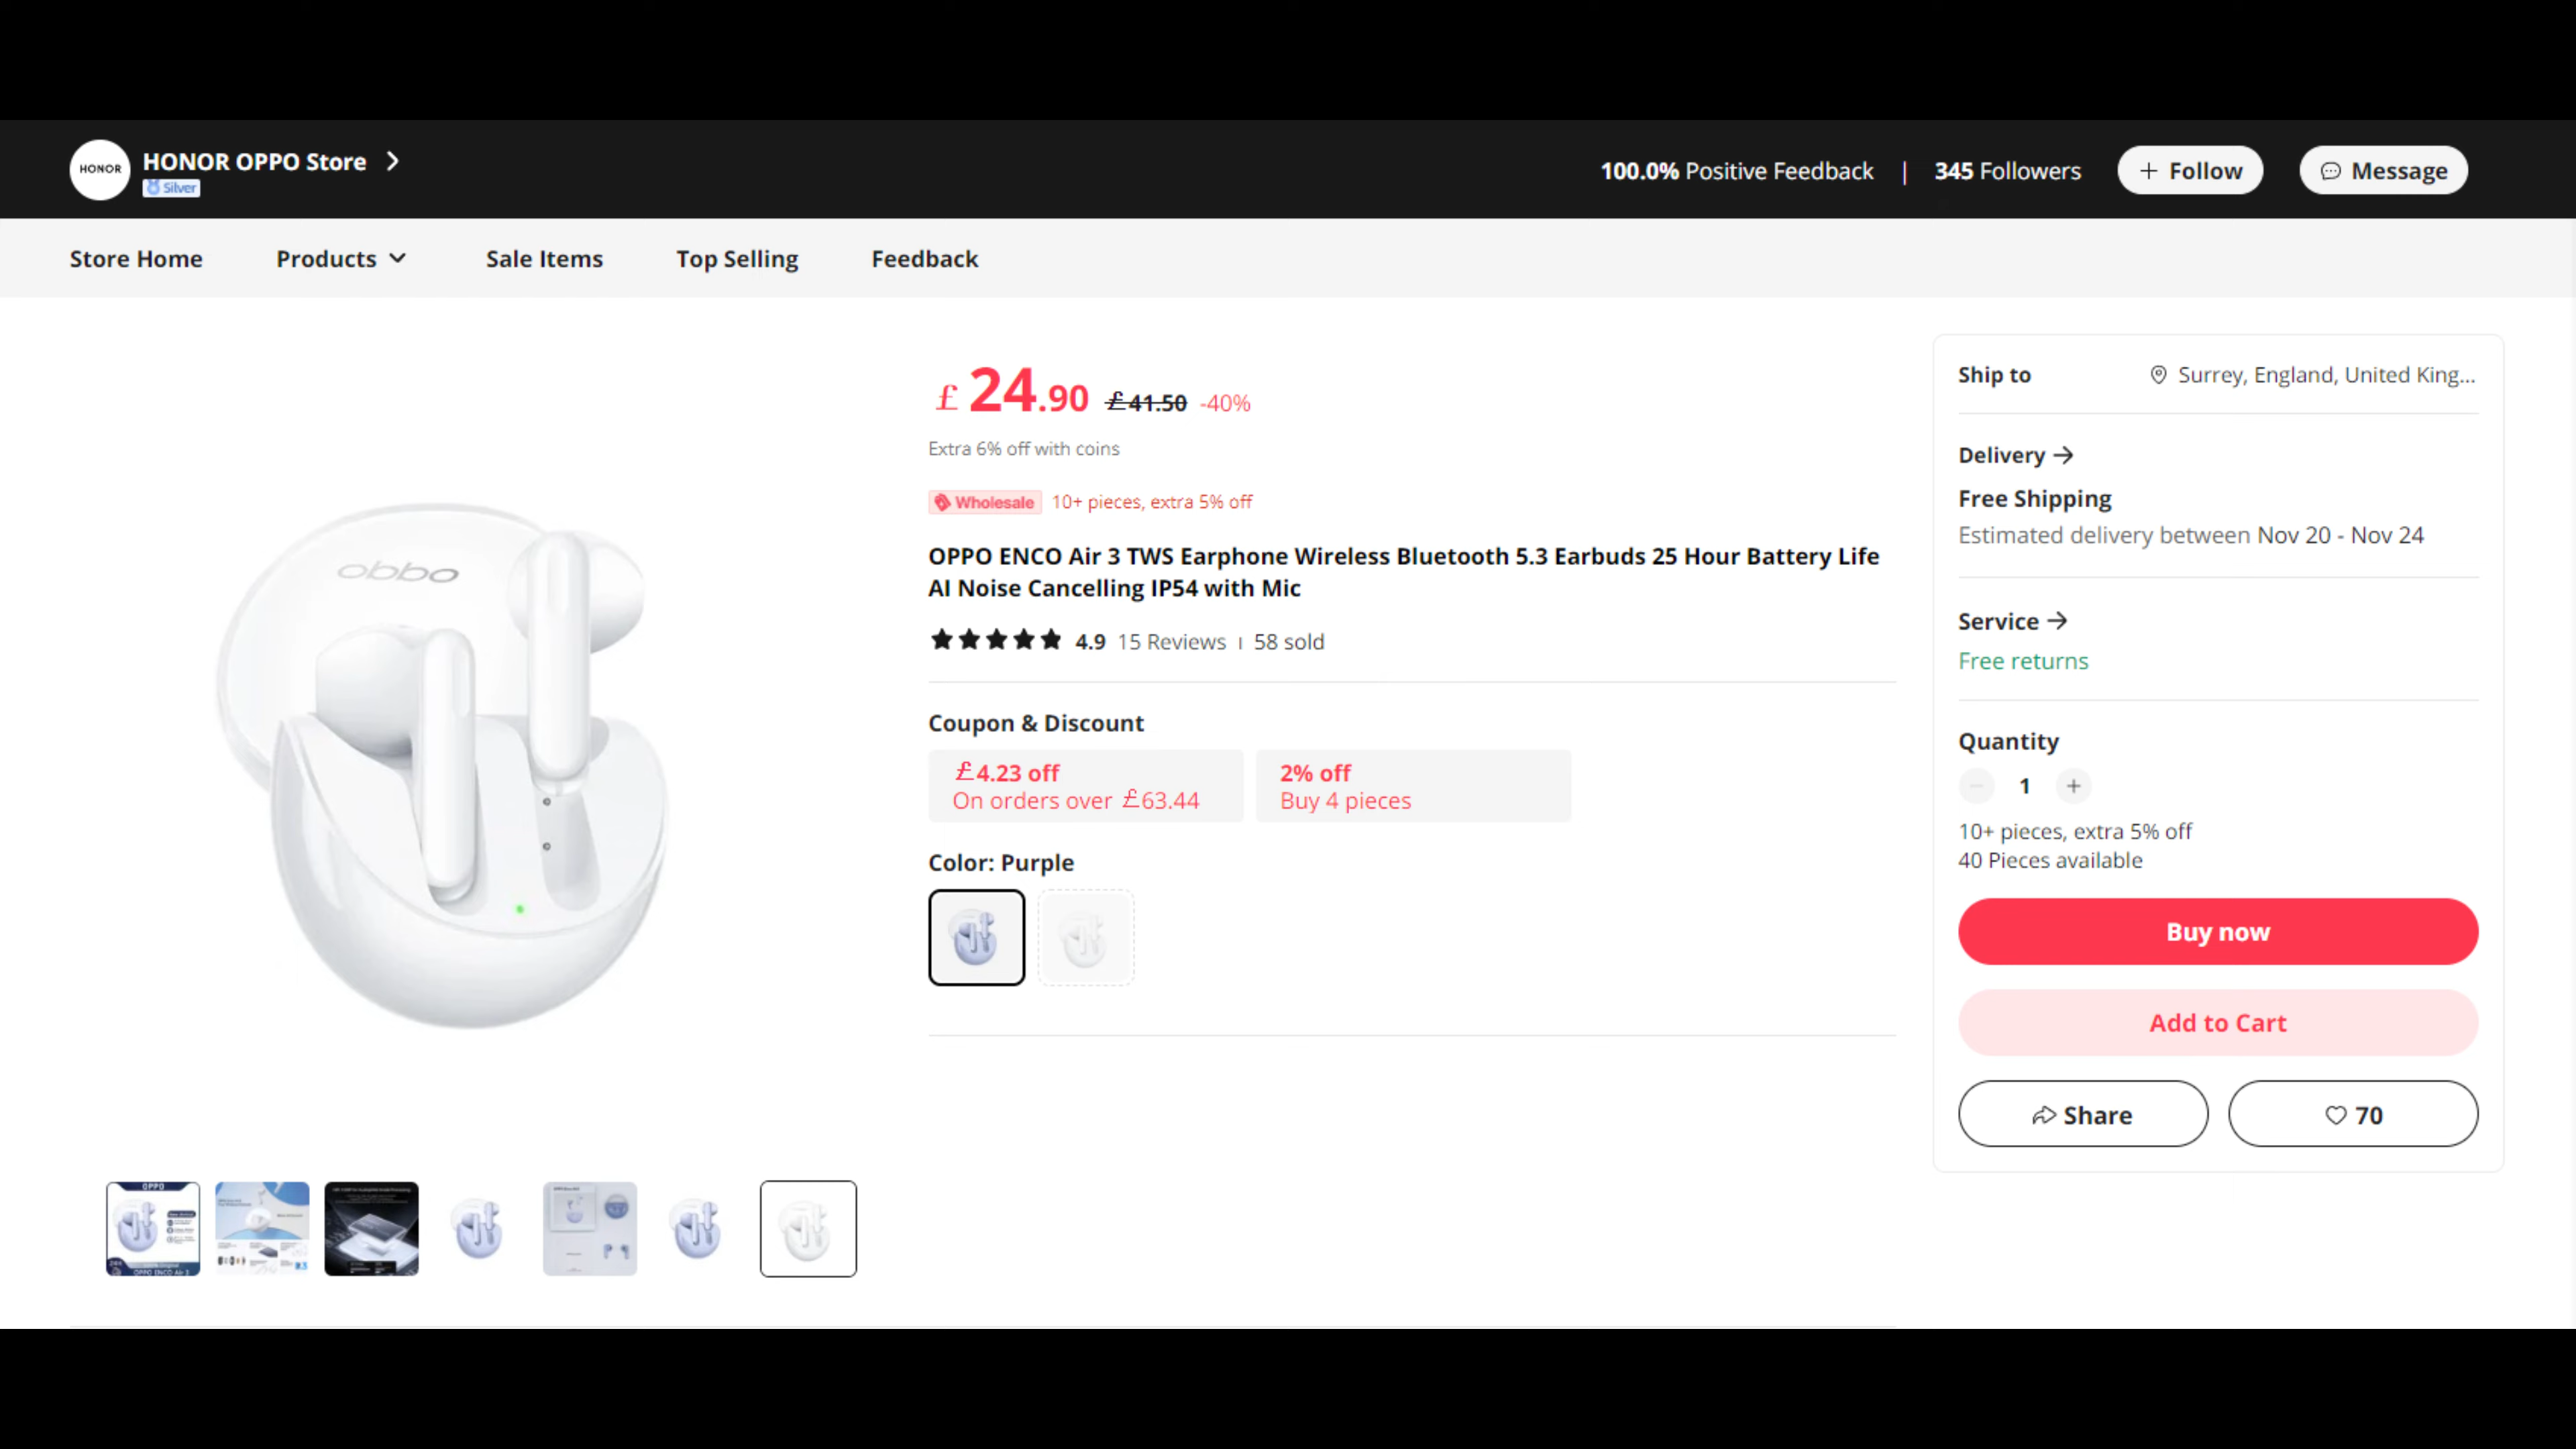 HONOR
HONOR OPPO Store
Silver
100.0% Positive Feedback | 345 Followers
+ Follow
Message
Store Home
Products
Sale Items
Top Selling
Feedback
oppo
£24.90 £41.50 -40%
Extra 6% off with coins
Wholesale 10+ pieces, extra 5% off
OPPO ENCO Air 3 TWS Earphone Wireless Bluetooth 5.3 Earbuds 25 Hour Battery Life
AI Noise Cancelling IP54 with Mic
4.9 15 Reviews | 58 sold
Coupon & Discount
£4.23 off
On orders over £63.44
2% off
Buy 4 pieces
Color: Purple
Ship to
Surrey, England, United King...
Delivery
Free Shipping
Estimated delivery between Nov 20 - Nov 24
Service
Free returns
Quantity
− 1 +
10+ pieces, extra 5% off
40 Pieces available
Buy now
Add to Cart
Share
70
OPPO
OPPO ENCO Air 3